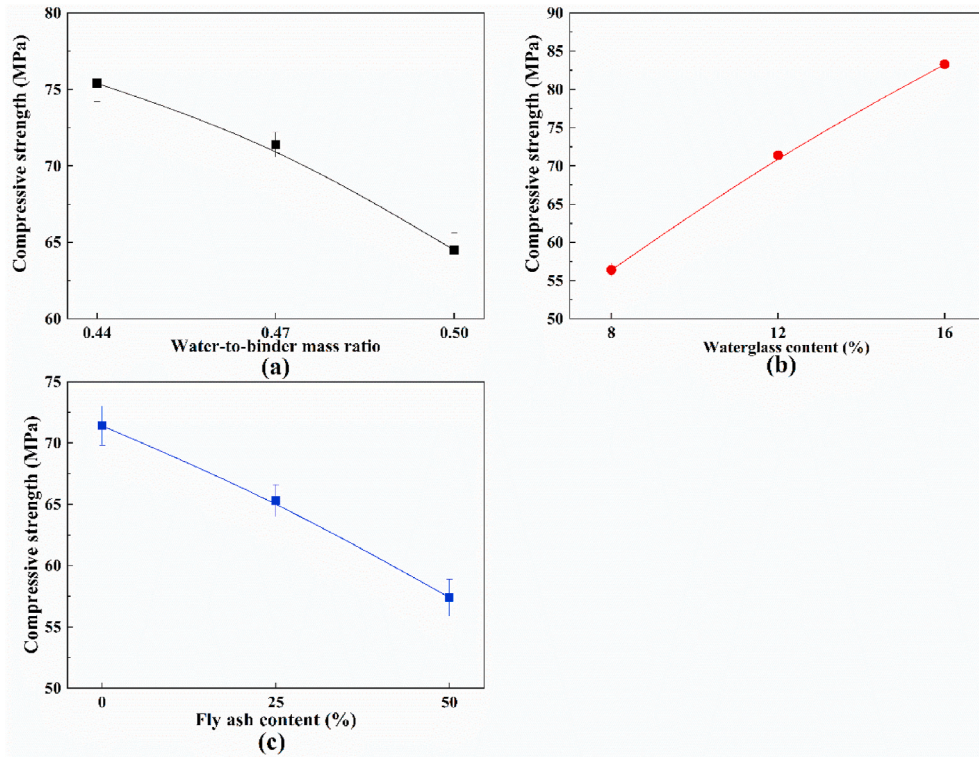 80
75
70
65
60
Compressive strength (MPa)
0.44 0.47 0.50
Water-to-binder mass ratio
(a)
90
85
80
75
70
65
60
55
50
Compressive strength (MPa)
8 12 16
Waterglass content (%)
(b)
75
70
65
60
55
50
Compressive strength (MPa)
0 25 50
Fly ash content (%)
(c)